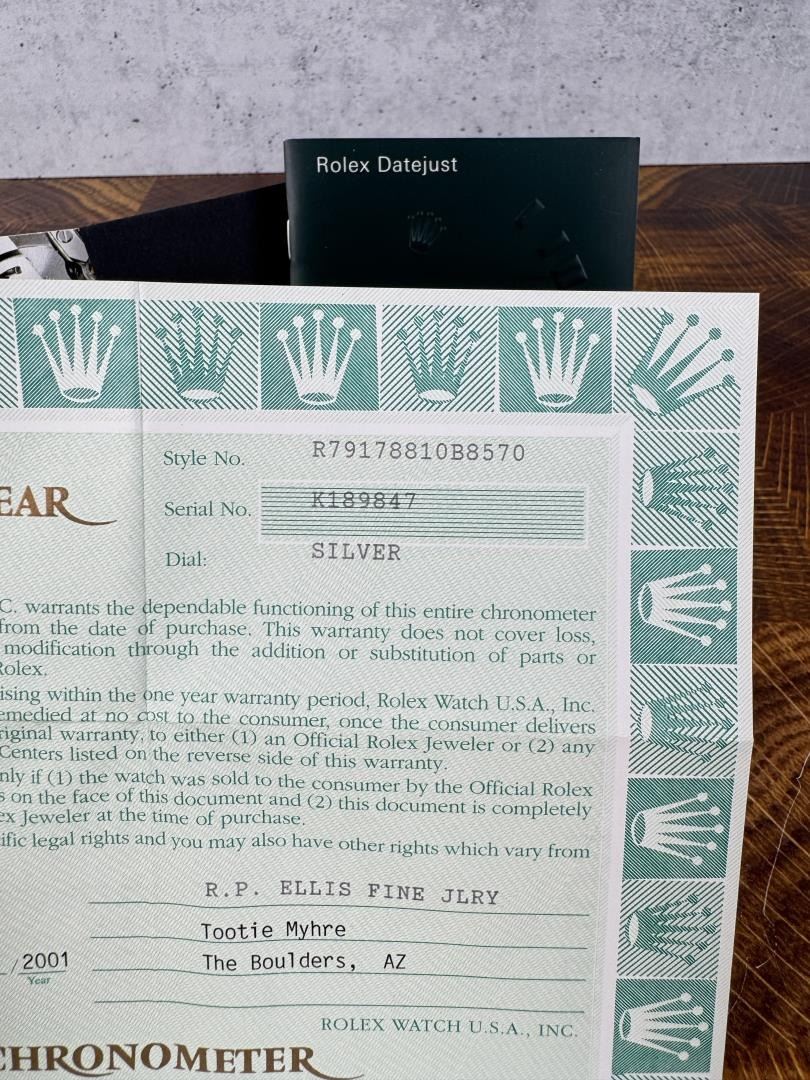 Rolex Datejust
Style No. R79178810B8570
EAR
Serial No. K189847
Dial: SILVER
C. warrants the dependable functioning of this entire chronometer
from the date of purchase. This warranty does not cover loss,
modification through the addition or substitution of parts or
Rolex.
ising within the one year warranty period, Rolex Watch U.S.A., Inc.
emedied at no cost to the consumer, once the consumer delivers
riginal warranty, to either (1) an Official Rolex Jeweler or (2) any
Centers listed on the reverse side of this warranty.
nly if (1) the watch was sold to the consumer by the Official Rolex
s on the face of this document and (2) this document is completely
ex Jeweler at the time of purchase.
ific legal rights and you may also have other rights which vary from
R.P. ELLIS FINE JLRY
Tootie Myhre
/2001 The Boulders, AZ
Year
ROLEX WATCH U.S.A., INC.
CHRONOMETER